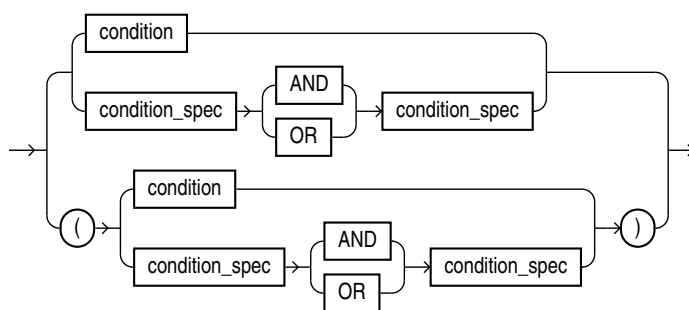 condition
AND
condition_spec condition_spec
OR
condition
( )
AND
condition_spec condition_spec
OR